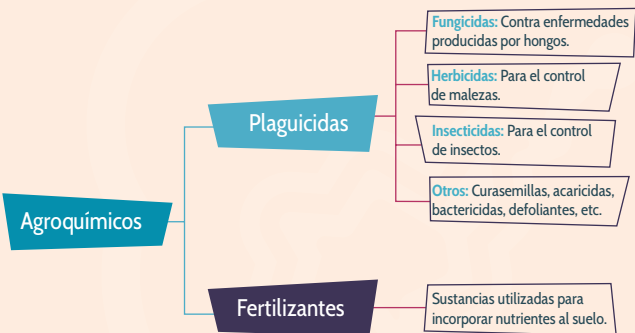 Agroquímicos
Plaguicidas
Fungicidas: Contra enfermedades
producidas por hongos.
Herbicidas: Para el control
de malezas.
Insecticidas: Para el control
de insectos.
Otros: Curasemillas, acaricidas,
bactericidas, defoliantes, etc.
Fertilizantes
Sustancias utilizadas para
incorporar nutrientes al suelo.